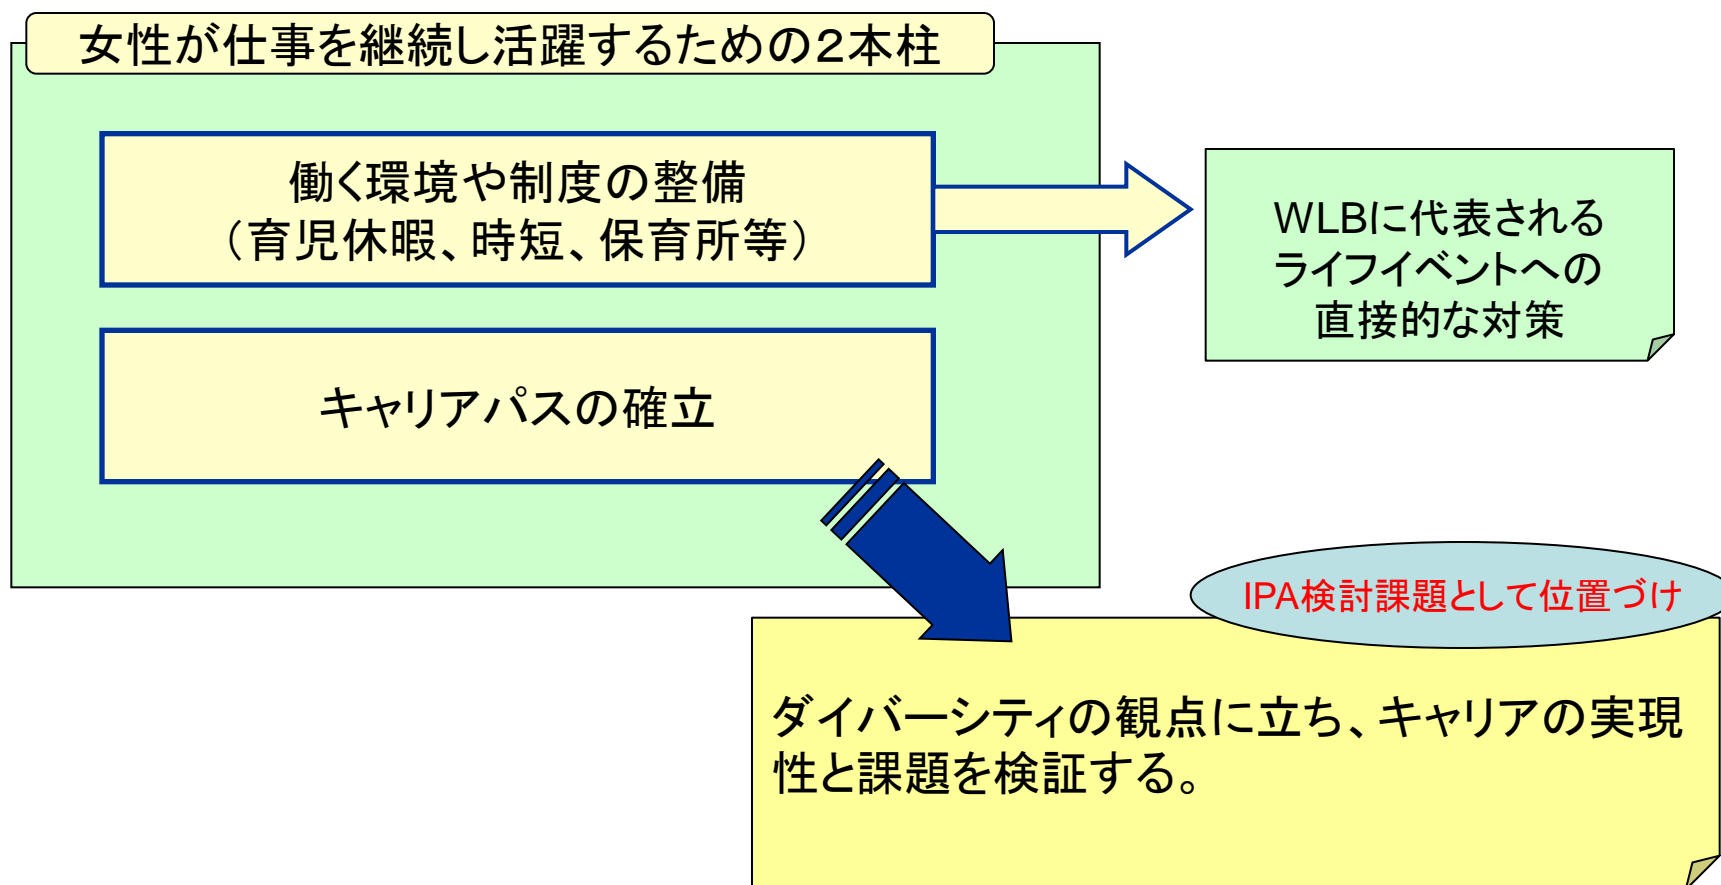 女性が仕事を継続し活躍するための２本柱
働く環境や制度の整備
（育児休暇、時短、保育所等）
WLBに代表される
ライフイベントへの
直接的な対策
キャリアパスの確立
IPA検討課題として位置づけ
ダイバーシティの観点に立ち、キャリアの実現
性と課題を検証する。